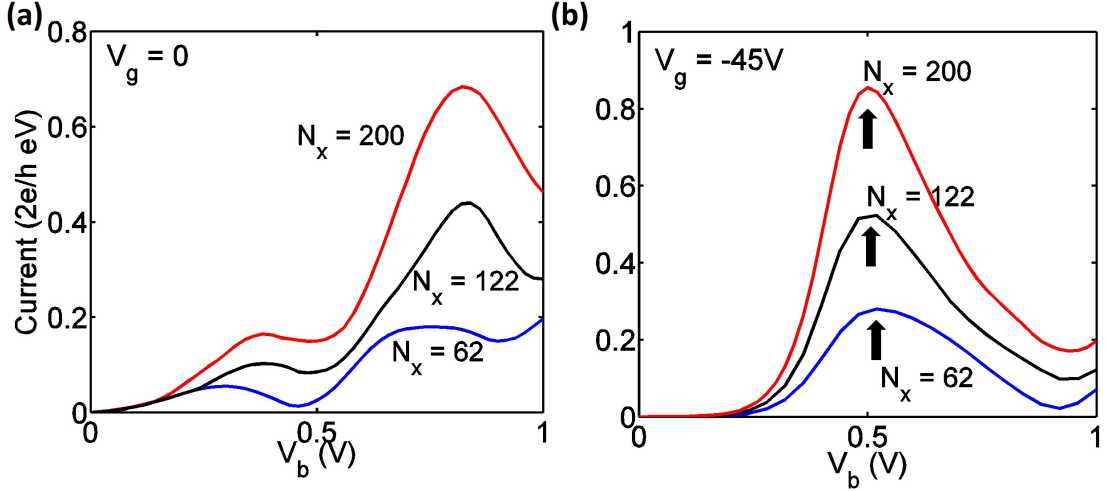 (a)
V_g = 0
N_x = 200
N_x = 122
N_x = 62
Current (2e/h eV)
0.8
0.6
0.4
0.2
0
0
0.5
1
V_b (V)
(b)
V_g = -45V
N_x = 200
N_x = 122
N_x = 62
1
0.8
0.6
0.4
0.2
0
0
0.5
1
V_b (V)